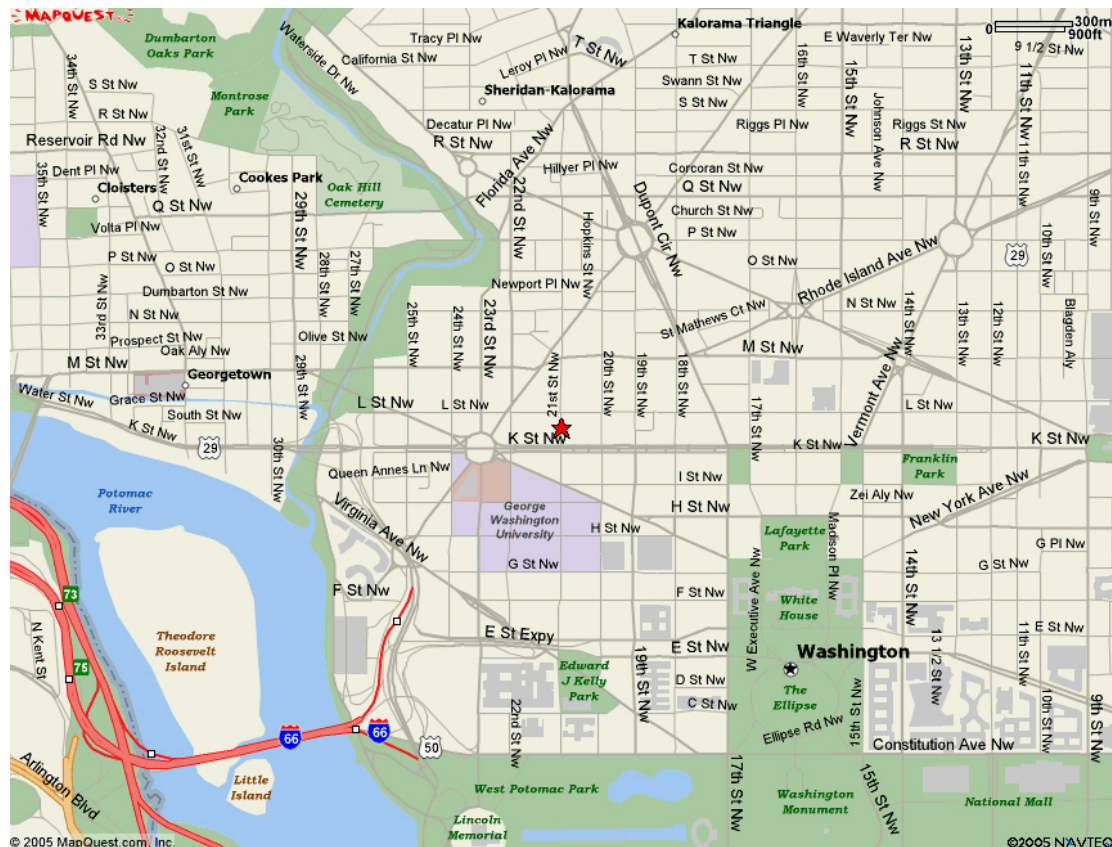 MAPQUEST
Dumbarton
Oaks Park
Waterside Dr Nw
Tracy Pl Nw
California St Nw
Leroy Pl Nw
T St Nw
Kalorama Triangle
E Waverly Ter Nw
300m
0
900ft
9 1/2 St Nw
34th St Nw
S St Nw
Montrose
Park
Sheridan-Kalorama
T St Nw
Swann St Nw
S St Nw
16th St Nw
15th St Nw
13th St Nw
11th St Nw
R St Nw
Reservoir Rd Nw
32nd St Nw
31st St Nw
Decatur Pl Nw
R St Nw
Florida Ave Nw
Riggs Pl Nw
Johnson Ave Nw
Riggs St Nw
R St Nw
11th St Nw
35th St Nw
Dent Pl Nw
Cloisters
Cookes Park
Oak Hill
Cemetery
Hillyer Pl Nw
Corcoran St Nw
Q St Nw
Q St Nw
Volta Pl Nw
29th St Nw
22nd St Nw
Hopkins St Nw
Dupont Cir Nw
Church St Nw
P St Nw
9th St Nw
10th St Nw
29
P St Nw
O St Nw
28th St Nw
27th St Nw
O St Nw
Rhode Island Ave Nw
Dumbarton St Nw
33rd St Nw
Newport Pl Nw
N St Nw
Prospect St Nw
Oak Aly Nw
Olive St Nw
25th St Nw
24th St Nw
23rd St Nw
St Mathews Ct Nw
N St Nw
14th St Nw
13th St Nw
12th St Nw
Blagden Aly
M St Nw
Georgetown
29th St Nw
21st St Nw
20th St Nw
19th St Nw
18th St Nw
M St Nw
Water St Nw
Grace St Nw
South St Nw
L St Nw
L St Nw
17th St Nw
Vermont Ave Nw
L St Nw
K St Nw
29
30th St Nw
K St Nw
K St Nw
K St Nw
Queen Annes Ln Nw
I St Nw
Franklin
Park
Potomac
River
Virginia Ave Nw
George
Washington
University
H St Nw
H St Nw
Zei Aly Nw
New York Ave Nw
Lafayette
Park
Madison Pl Nw
G St Nw
W Executive Ave Nw
14th St Nw
G Pl Nw
G St Nw
73
F St Nw
F St Nw
White
House
N Kent St
Theodore
Roosevelt
Island
E St Expy
E St Nw
13 1/2 St Nw
11th St Nw
E St Nw
75
Edward
J Kelly
Park
19th St Nw
Washington
D St Nw
C St Nw
The
Ellipse
15th St Nw
10th St Nw
9th St Nw
22nd St Nw
Ellipse Rd Nw
66
66
50
Constitution Ave Nw
Arlington Blvd
Little
Island
West Potomac Park
17th St Nw
Washington
Monument
15th St Nw
National Mall
Lincoln
Memorial
© 2005 MapQuest.com, Inc.
©2005 NAVTEQ